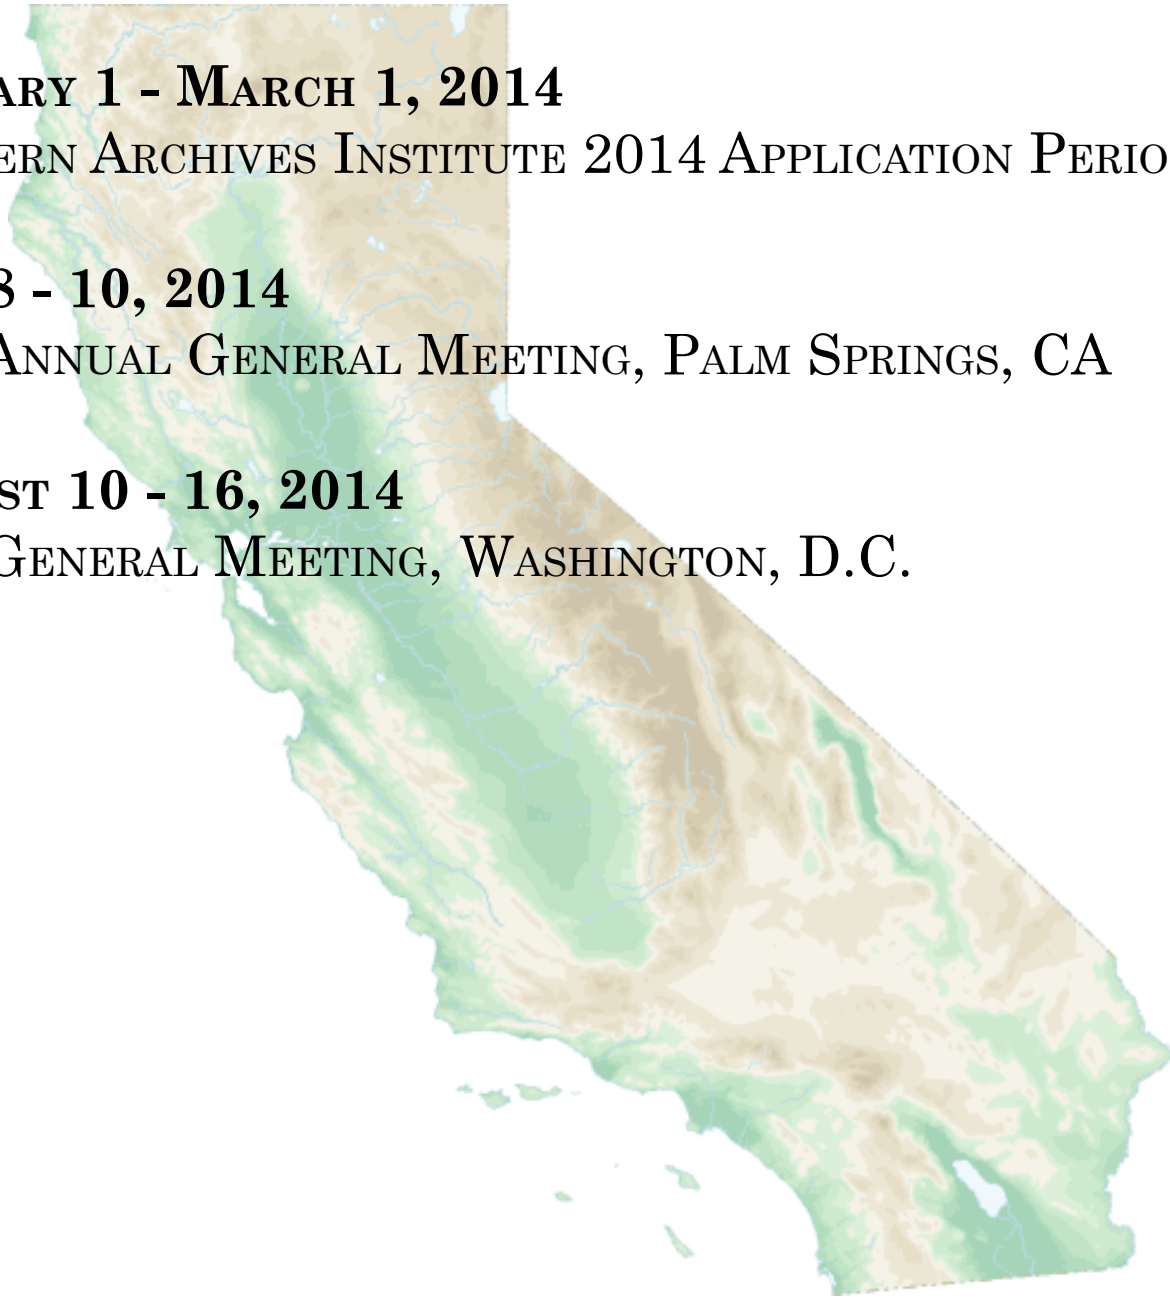 ARY 1 - MARCH 1, 2014
ERN ARCHIVES INSTITUTE 2014 APPLICATION PERIO
8 - 10, 2014
ANNUAL GENERAL MEETING, PALM SPRINGS, CA
ST 10 - 16, 2014
GENERAL MEETING, WASHINGTON, D.C.